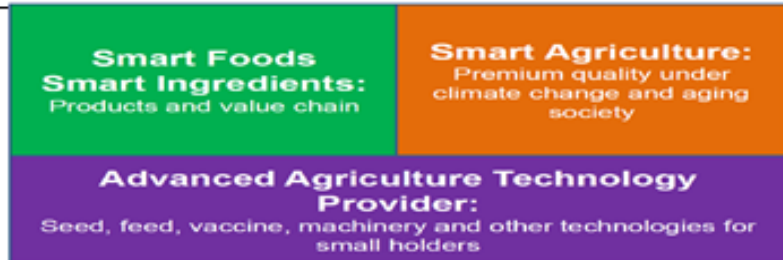 Smart Foods
Smart Ingredients:
Products and value chain
Smart Agriculture:
Premium quality under
climate change and aging
society
Advanced Agriculture Technology
Provider:
Seed, feed, vaccine, machinery and other technologies for
small holders